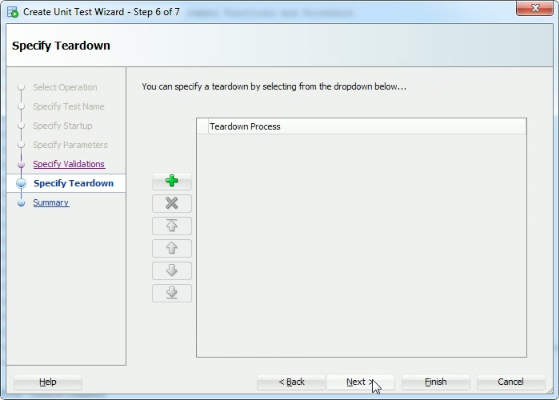 Create Unit Test Wizard - Step 6 of 7
Specify Teardown
Select Operation
Specify Test Name
Specify Startup
Specify Parameters
Specify Validations
Specify Teardown
Summary
You can specify a teardown by selecting from the dropdown below...
Teardown Process
Help
< Back
Next >
Finish
Cancel